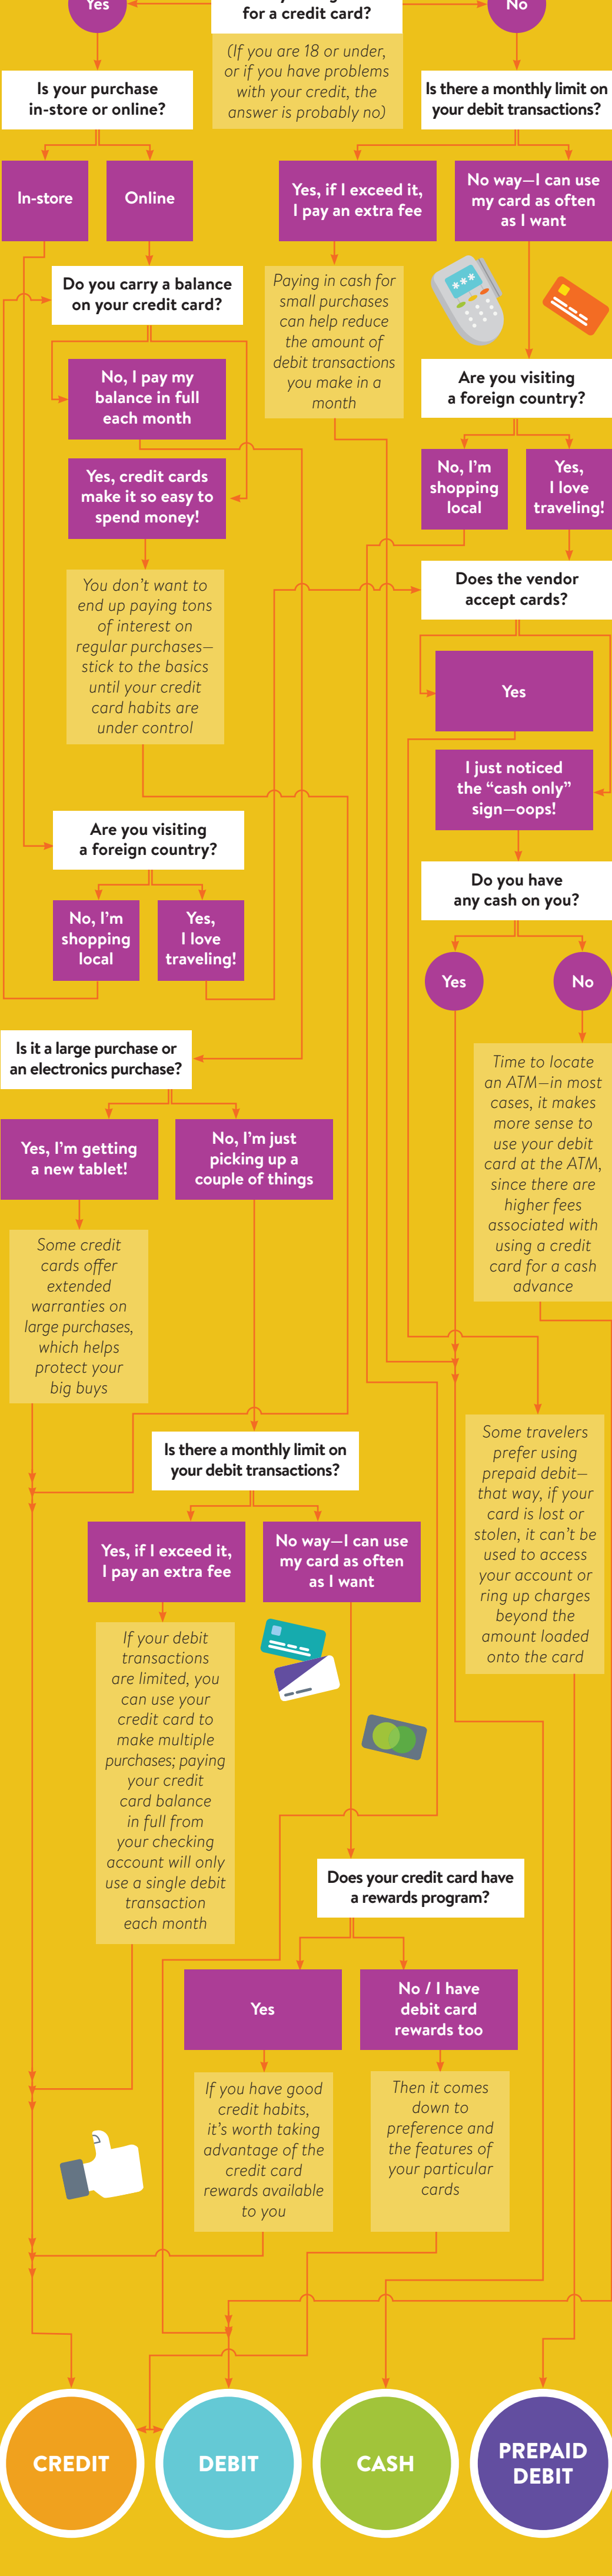 Yes
for a credit card?
No
(If you are 18 or under,
or if you have problems
with your credit, the
answer is probably no)
Is your purchase
in-store or online?
Is there a monthly limit on
your debit transactions?
In-store
Online
Yes, if I exceed it,
I pay an extra fee
No way—I can use
my card as often
as I want
Do you carry a balance
on your credit card?
Paying in cash for
small purchases
can help reduce
the amount of
debit transactions
you make in a
month
No, I pay my
balance in full
each month
Are you visiting
a foreign country?
Yes, credit cards
make it so easy to
spend money!
No, I'm
shopping
local
Yes,
I love
traveling!
You don't want to
end up paying tons
of interest on
regular purchases—
stick to the basics
until your credit
card habits are
under control
Does the vendor
accept cards?
Yes
I just noticed
the "cash only"
sign—oops!
Are you visiting
a foreign country?
Do you have
any cash on you?
No, I'm
shopping
local
Yes,
I love
traveling!
Yes
No
Is it a large purchase or
an electronics purchase?
Time to locate
an ATM—in most
cases, it makes
more sense to
use your debit
card at the ATM,
since there are
higher fees
associated with
using a credit
card for a cash
advance
Yes, I'm getting
a new tablet!
No, I'm just
picking up a
couple of things
Some credit
cards offer
extended
warranties on
large purchases,
which helps
protect your
big buys
Some travelers
prefer using
prepaid debit—
that way, if your
card is lost or
stolen, it can't be
used to access
your account or
ring up charges
beyond the
amount loaded
onto the card
Is there a monthly limit on
your debit transactions?
Yes, if I exceed it,
I pay an extra fee
No way—I can use
my card as often
as I want
If your debit
transactions
are limited, you
can use your
credit card to
make multiple
purchases; paying
your credit
card balance
in full from
your checking
account will only
use a single debit
transaction
each month
Does your credit card have
a rewards program?
Yes
No / I have
debit card
rewards too
If you have good
credit habits,
it's worth taking
advantage of the
credit card
rewards available
to you
Then it comes
down to
preference and
the features of
your particular
cards
CREDIT
DEBIT
CASH
PREPAID
DEBIT